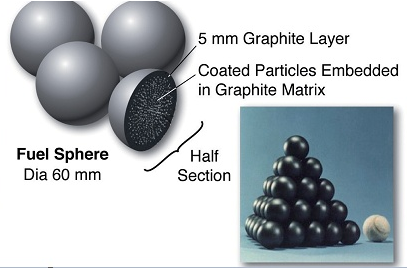 5 mm Graphite Layer
Coated Particles Embedded
in Graphite Matrix
Fuel Sphere
Dia 60 mm
Half
Section